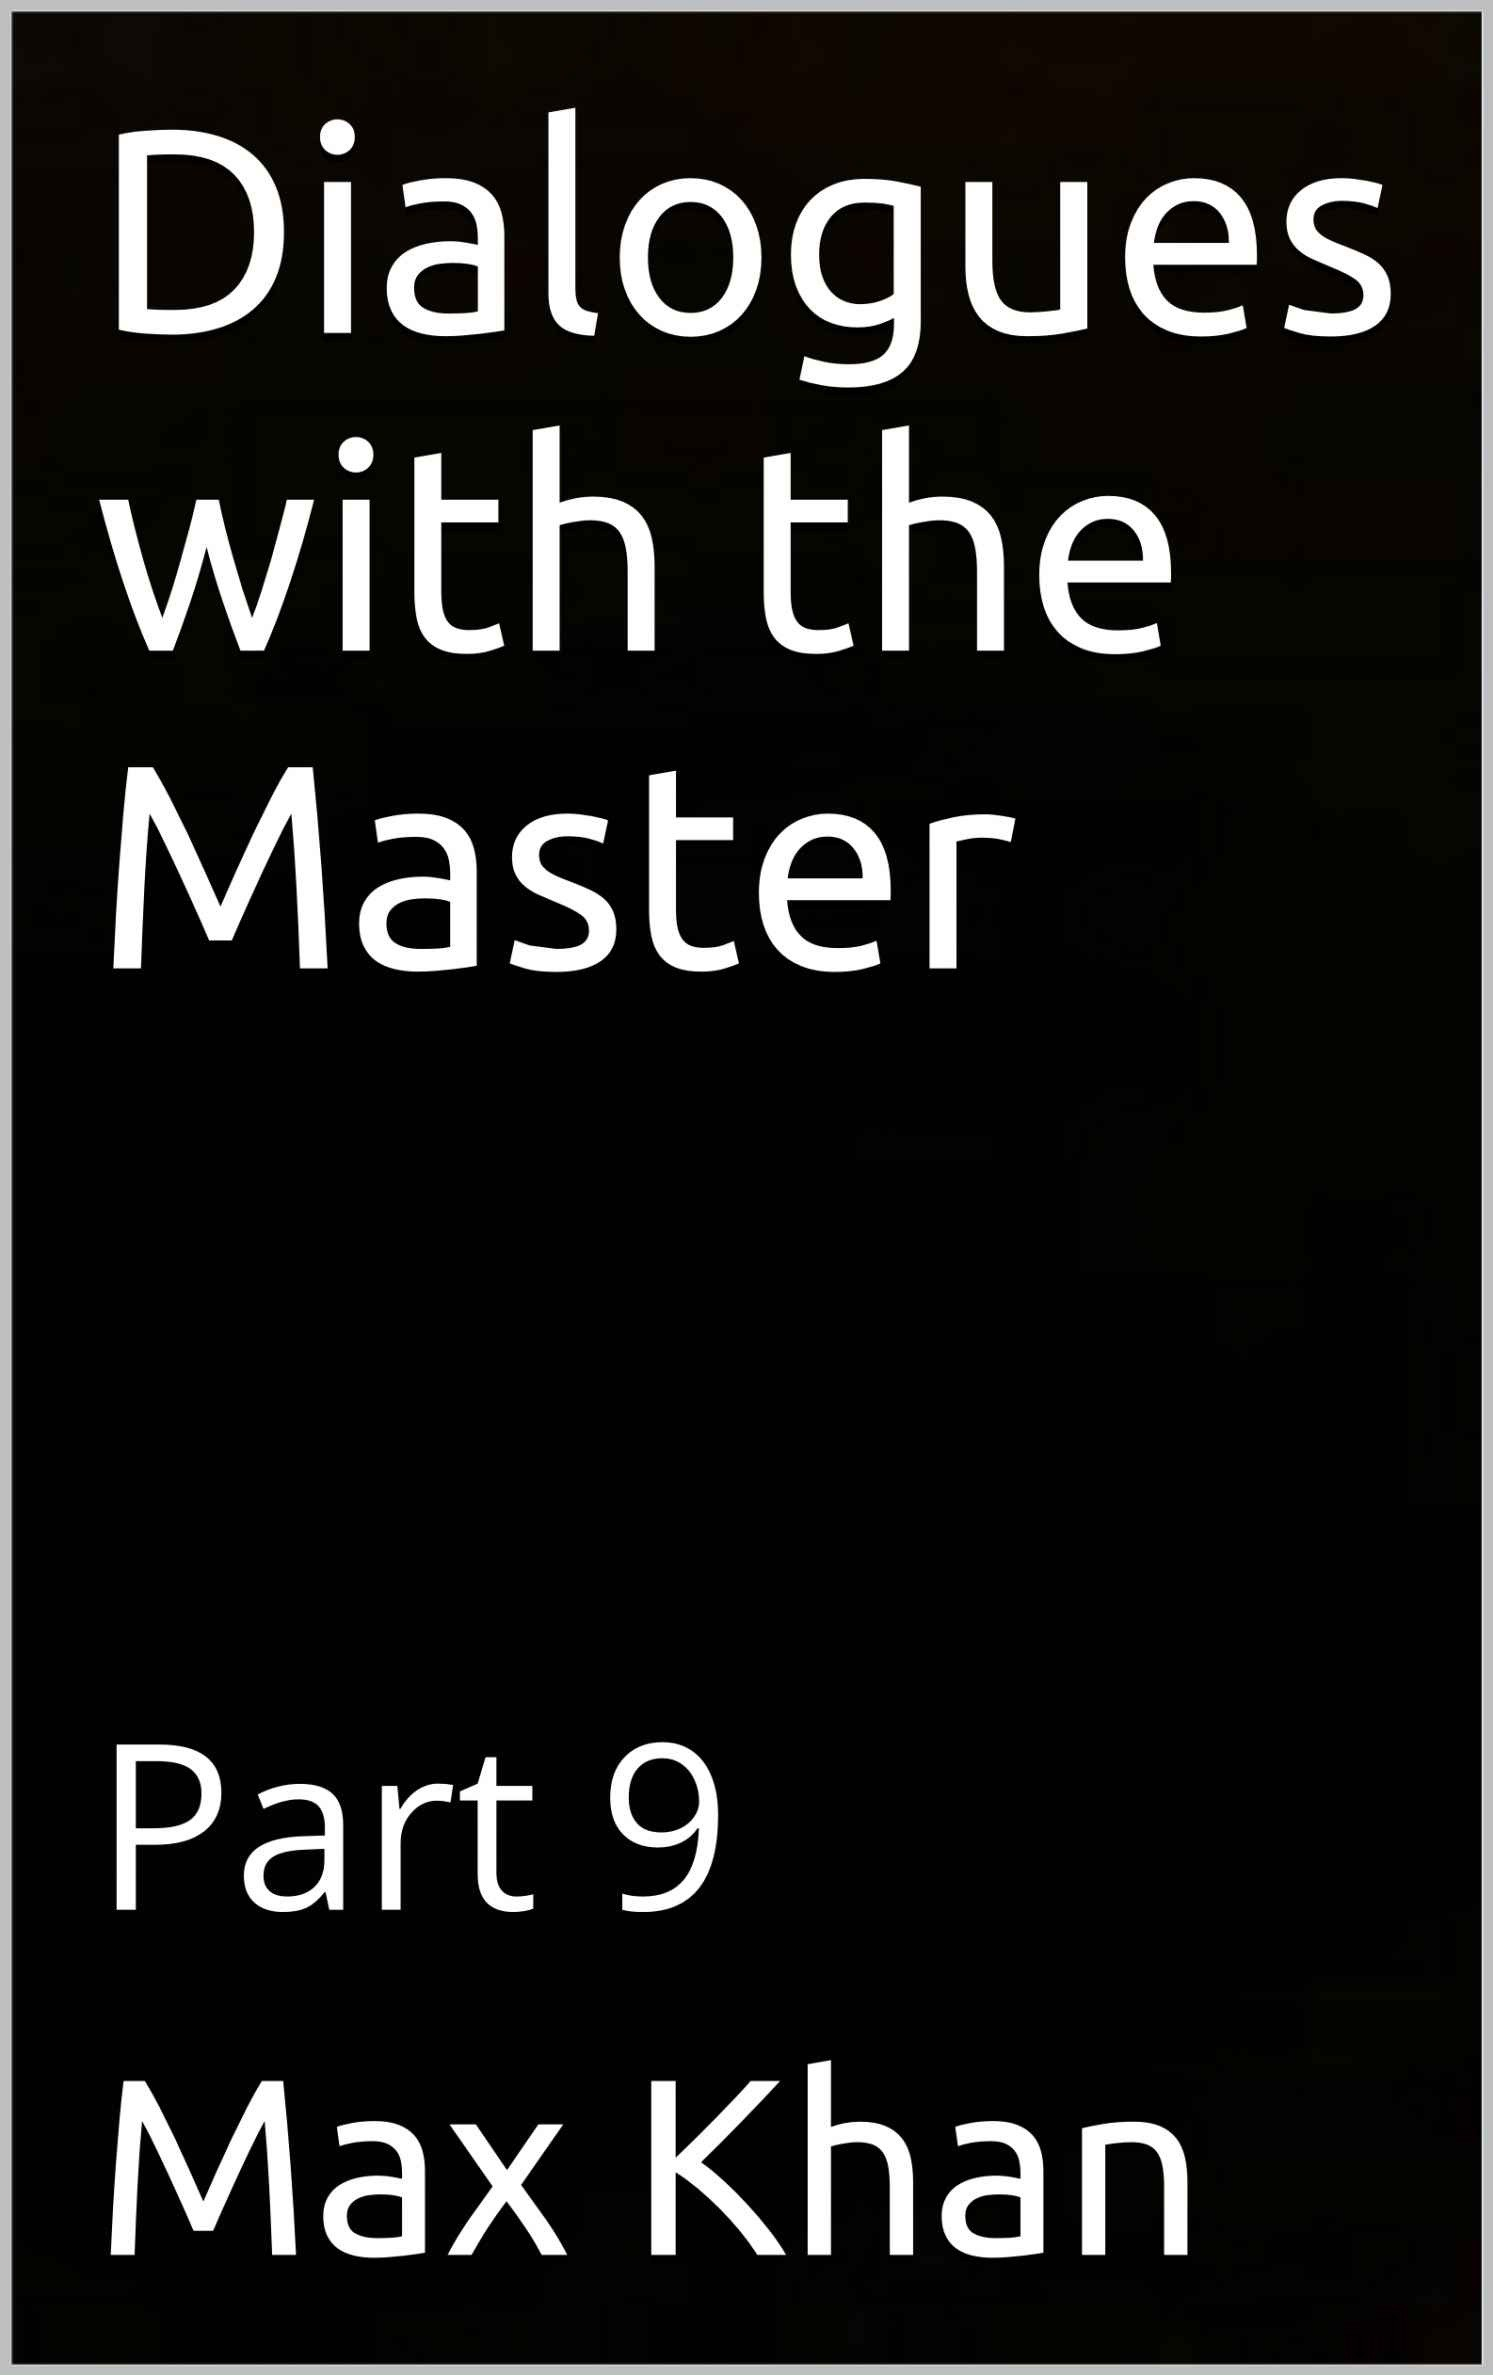 Dialogues
with the
Master
Part 9
Max Khan